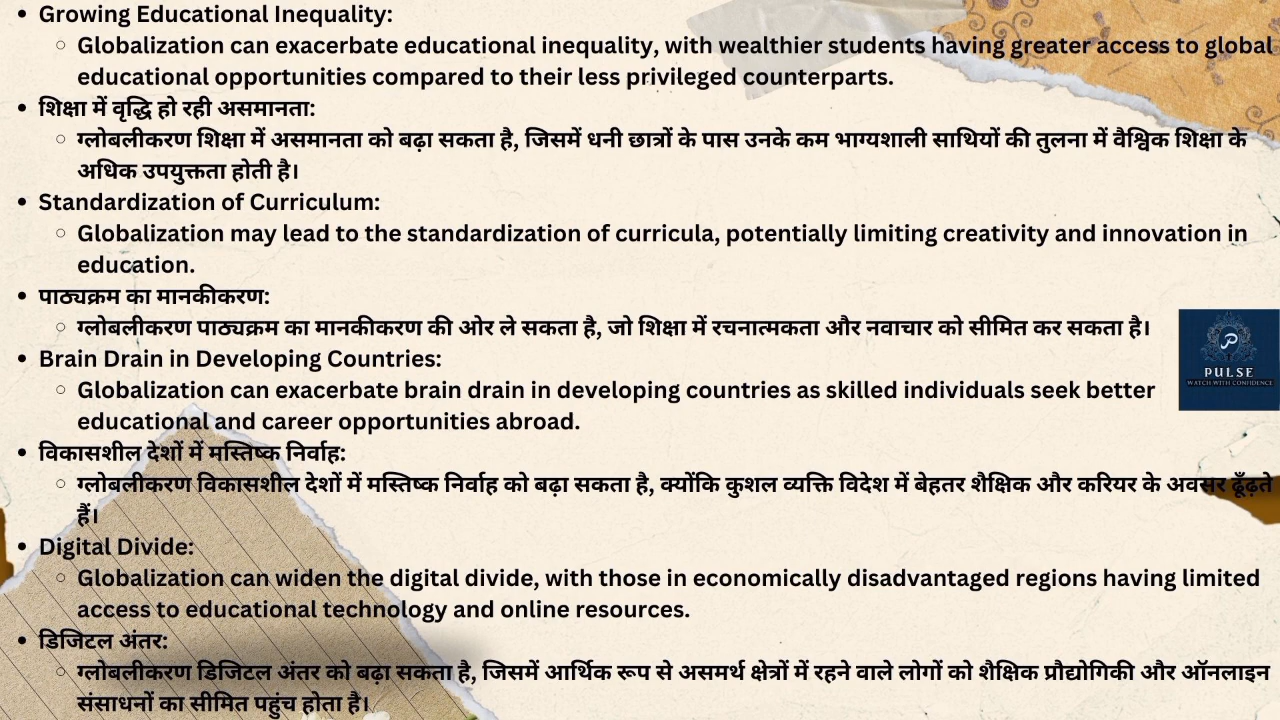 • Growing Educational Inequality:
○ Globalization can exacerbate educational inequality, with wealthier students having greater access to global
educational opportunities compared to their less privileged counterparts.
• शिक्षा में वृद्धि हो रही असमानता:
○ ग्लोबलीकरण शिक्षा में असमानता को बढ़ा सकता है, जिसमें धनी छात्रों के पास उनके कम भाग्यशाली साथियों की तुलना में वैश्विक शिक्षा के
अधिक उपयुक्तता होती है।
• Standardization of Curriculum:
○ Globalization may lead to the standardization of curricula, potentially limiting creativity and innovation in
education.
• पाठ्यक्रम का मानकीकरण:
○ ग्लोबलीकरण पाठ्यक्रम का मानकीकरण की ओर ले सकता है, जो शिक्षा में रचनात्मकता और नवाचार को सीमित कर सकता है।
• Brain Drain in Developing Countries:
○ Globalization can exacerbate brain drain in developing countries as skilled individuals seek better
educational and career opportunities abroad.
• विकासशील देशों में मस्तिष्क निर्वाह:
○ ग्लोबलीकरण विकासशील देशों में मस्तिष्क निर्वाह को बढ़ा सकता है, क्योंकि कुशल व्यक्ति विदेश में बेहतर शैक्षिक और करियर के अवसर ढूँढ़ते
हैं।
• Digital Divide:
○ Globalization can widen the digital divide, with those in economically disadvantaged regions having limited
access to educational technology and online resources.
• डिजिटल अंतर:
○ ग्लोबलीकरण डिजिटल अंतर को बढ़ा सकता है, जिसमें आर्थिक रूप से असमर्थ क्षेत्रों में रहने वाले लोगों को शैक्षिक प्रौद्योगिकी और ऑनलाइन
संसाधनों का सीमित पहुंच होता है।
P
PULSE
WATCH WITH CONFIDENCE